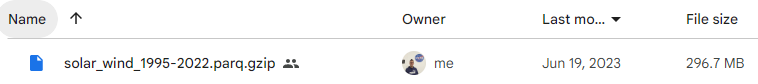 Name Owner Last mo... File size
solar_wind_1995-2022.parq.gzip me Jun 19, 2023 296.7 MB